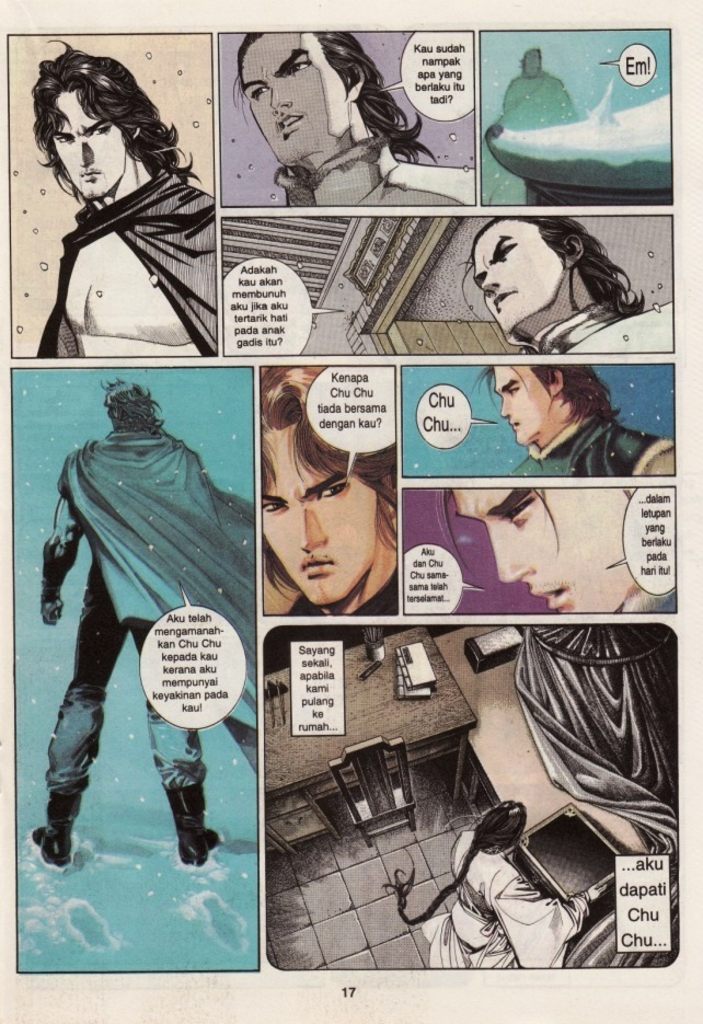 Kau sudah
nampak
apa yang
berlaku itu
tadi?
Em!
Adakah
kau akan
membunuh
aku jika aku
tertarik hati
pada anak
gadis itu?
Aku telah
mengamanah-
kan Chu Chu
kepada kau
kerana aku
mempunyai
keyakinan pada
kau!
Kenapa
Chu Chu
tiada bersama
dengan kau?
Chu
Chu...
Aku
dan Chu
Chu sama-
sama telah
terselamat...
...dalam
letupan
yang
berlaku
pada
hari itu!
Sayang
sekali,
apabila
kami
pulang
ke
rumah...
...aku
dapati
Chu
Chu...
17